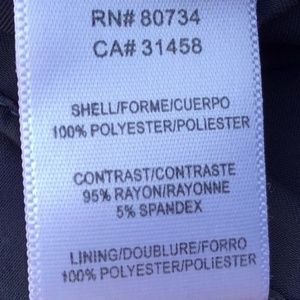 RN# 80734
CA# 31458
SHELL/FORME/CUERPO
100% POLYESTER/POLIESTER
CONTRAST/CONTRASTE
95% RAYON/RAYONNE
5% SPANDEX
LINING/DOUBLURE/FORRO
100% POLYESTER/POLIESTER